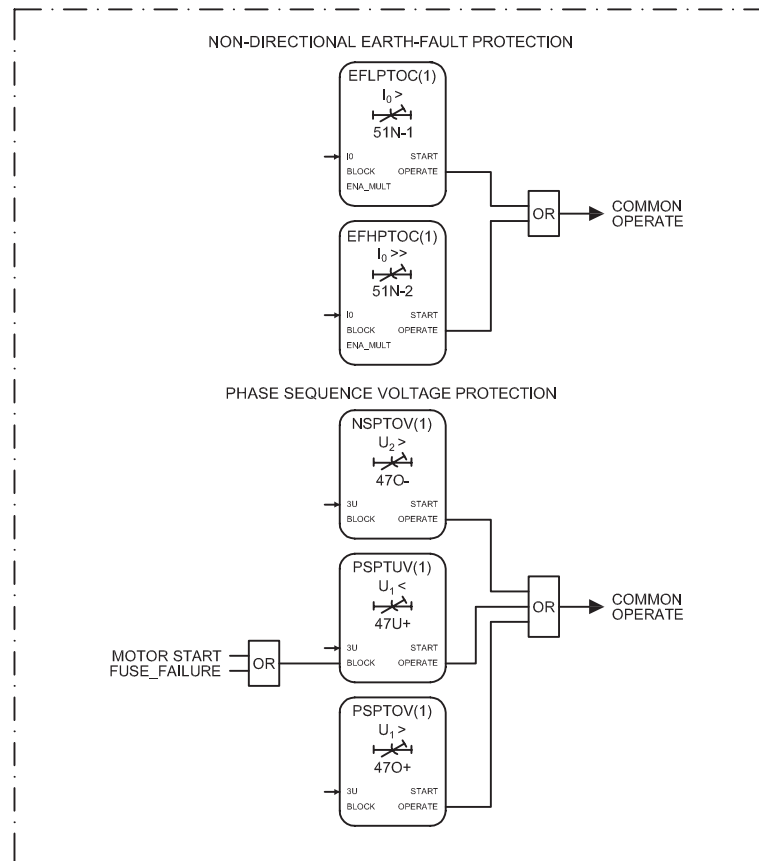 NON-DIRECTIONAL EARTH-FAULT PROTECTION
EFLPTOC(1)
I₀ >
51N-1
I0 START
BLOCK OPERATE
ENA_MULT
OR
COMMON
OPERATE
EFHPTOC(1)
I₀ >>
51N-2
I0 START
BLOCK OPERATE
ENA_MULT
PHASE SEQUENCE VOLTAGE PROTECTION
NSPTOV(1)
U₂ >
47O-
3U START
BLOCK OPERATE
PSPTUV(1)
U₁ <
47U+
3U START
BLOCK OPERATE
OR
COMMON
OPERATE
MOTOR START
FUSE_FAILURE
OR
PSPTOV(1)
U₁ >
47O+
3U START
BLOCK OPERATE